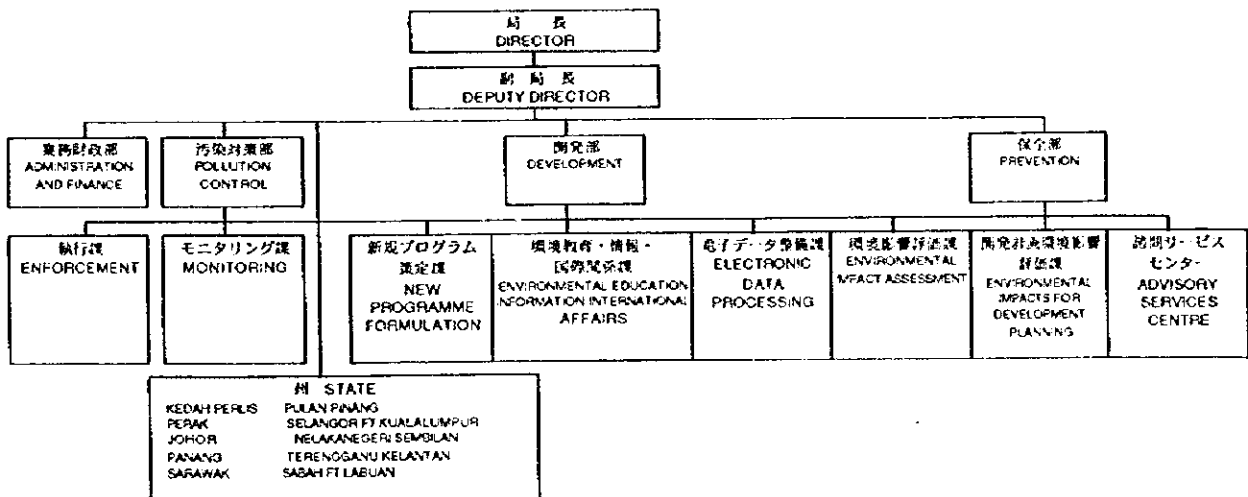 局 長
DIRECTOR
副 局 長
DEPUTY DIRECTOR
業務財政部
ADMINISTRATION
AND FINANCE
汚染対策部
POLLUTION
CONTROL
開発部
DEVELOPMENT
保全部
PREVENTION
執行課
ENFORCEMENT
モニタリング課
MONITORING
新規プログラム
策定課
NEW
PROGRAMME
FORMULATION
環境教育・情報・
国際関係課
ENVIRONMENTAL EDUCATION
INFORMATION INTERNATIONAL
AFFAIRS
電子データ整備課
ELECTRONIC
DATA
PROCESSING
環境影響評価課
ENVIRONMENTAL
IMPACT ASSESSMENT
開発計画環境影響
評価課
ENVIRONMENTAL
IMPACTS FOR
DEVELOPMENT
PLANNING
諮問サービス
センター
ADVISORY
SERVICES
CENTRE
州 STATE
KEDAH PERLIS PULAN PINANG
PERAK SELANGOR FT KUALALUMPUR
JOHOR NELAKANEGERI SEMBILAN
PANANG TERENGGANU KELANTAN
SARAWAK SABAH FT LABUAN